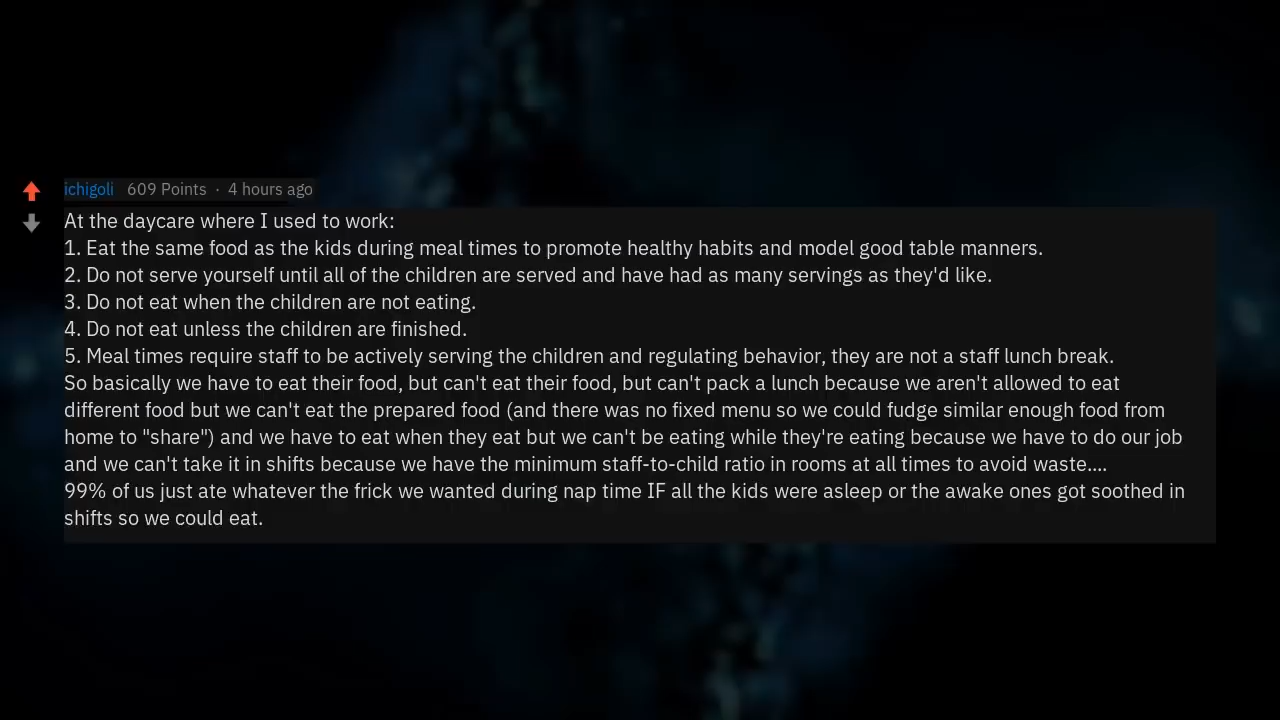 ichigoli 609 Points · 4 hours ago
At the daycare where I used to work:
1. Eat the same food as the kids during meal times to promote healthy habits and model good table manners.
2. Do not serve yourself until all of the children are served and have had as many servings as they'd like.
3. Do not eat when the children are not eating.
4. Do not eat unless the children are finished.
5. Meal times require staff to be actively serving the children and regulating behavior, they are not a staff lunch break.
So basically we have to eat their food, but can't eat their food, but can't pack a lunch because we aren't allowed to eat
different food but we can't eat the prepared food (and there was no fixed menu so we could fudge similar enough food from
home to "share") and we have to eat when they eat but we can't be eating while they're eating because we have to do our job
and we can't take it in shifts because we have the minimum staff-to-child ratio in rooms at all times to avoid waste....
99% of us just ate whatever the frick we wanted during nap time IF all the kids were asleep or the awake ones got soothed in
shifts so we could eat.